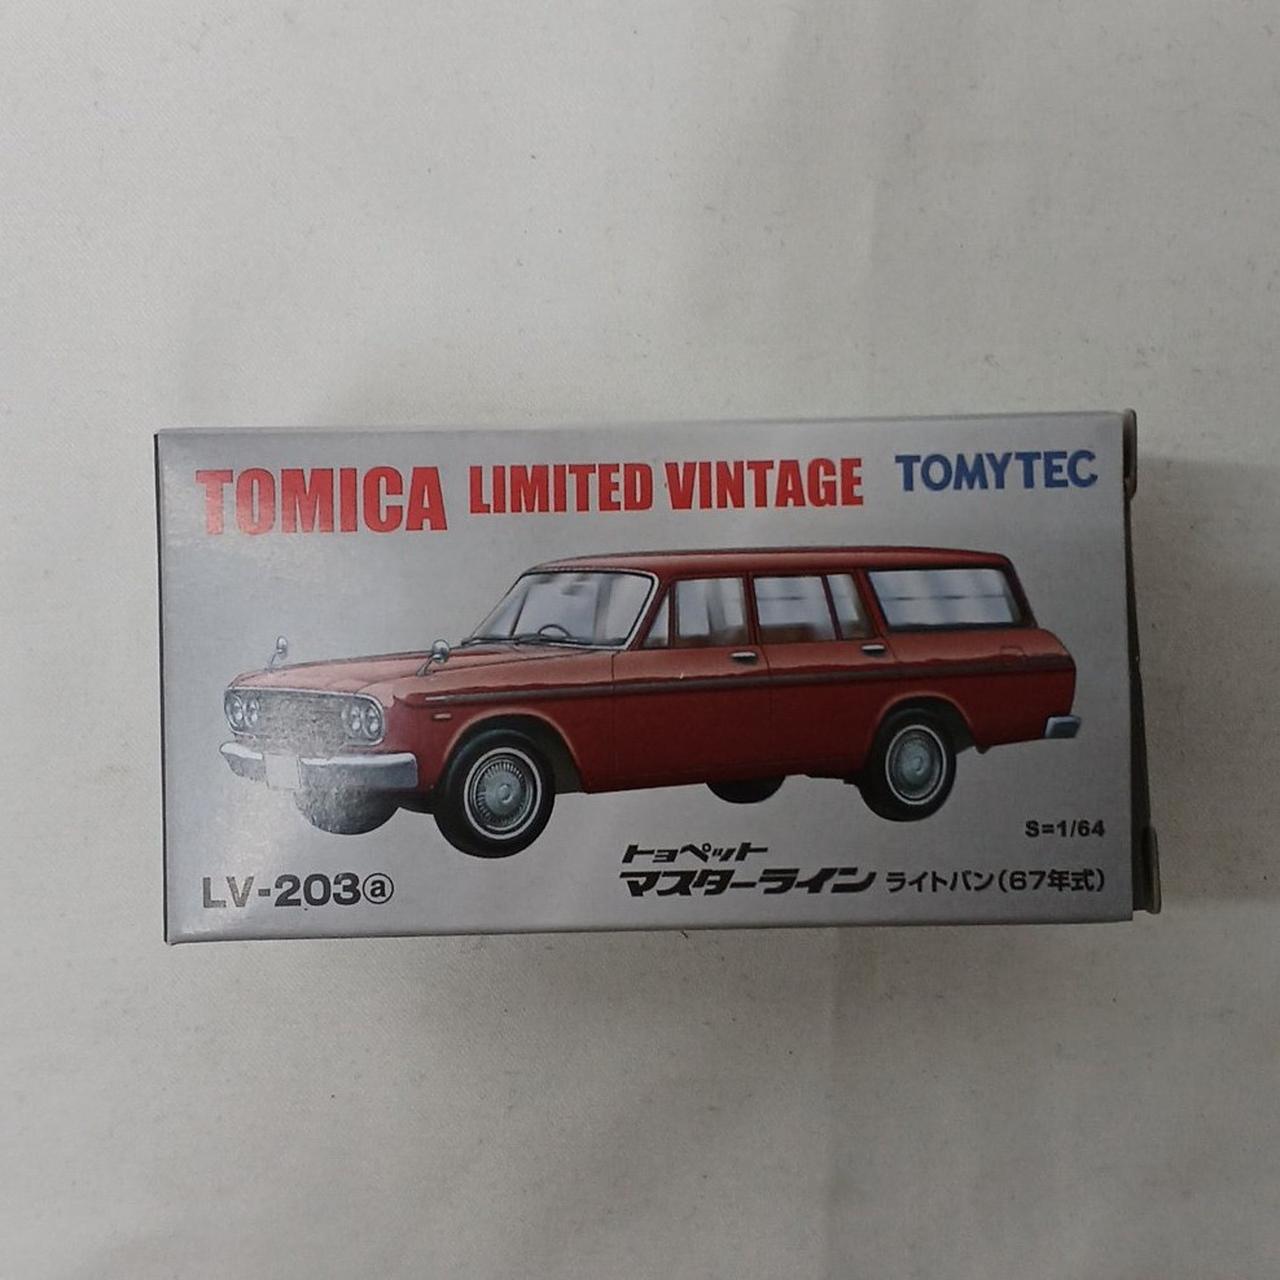 TOMICA LIMITED VINTAGE TOMYTEC
S=1/64
トヨペット
LV-203ⓐ マスターライン ライトバン(67年式)